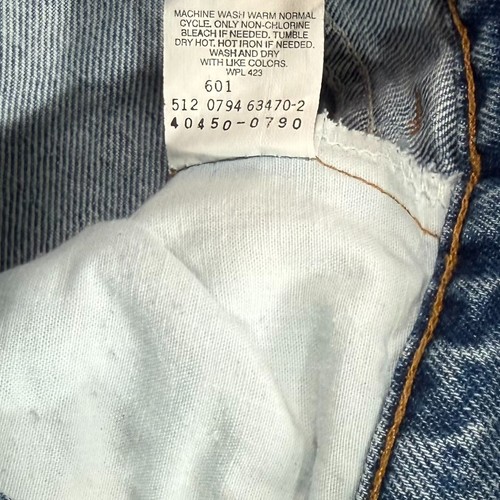 MACHINE WASH WARM NORMAL
CYCLE. ONLY NON-CHLORINE
BLEACH IF NEEDED. TUMBLE
DRY HOT. HOT IRON IF NEEDED.
WASH AND DRY
WITH LIKE COLORS.
WPL 423
601
512 0794 63470-2
40450-0790